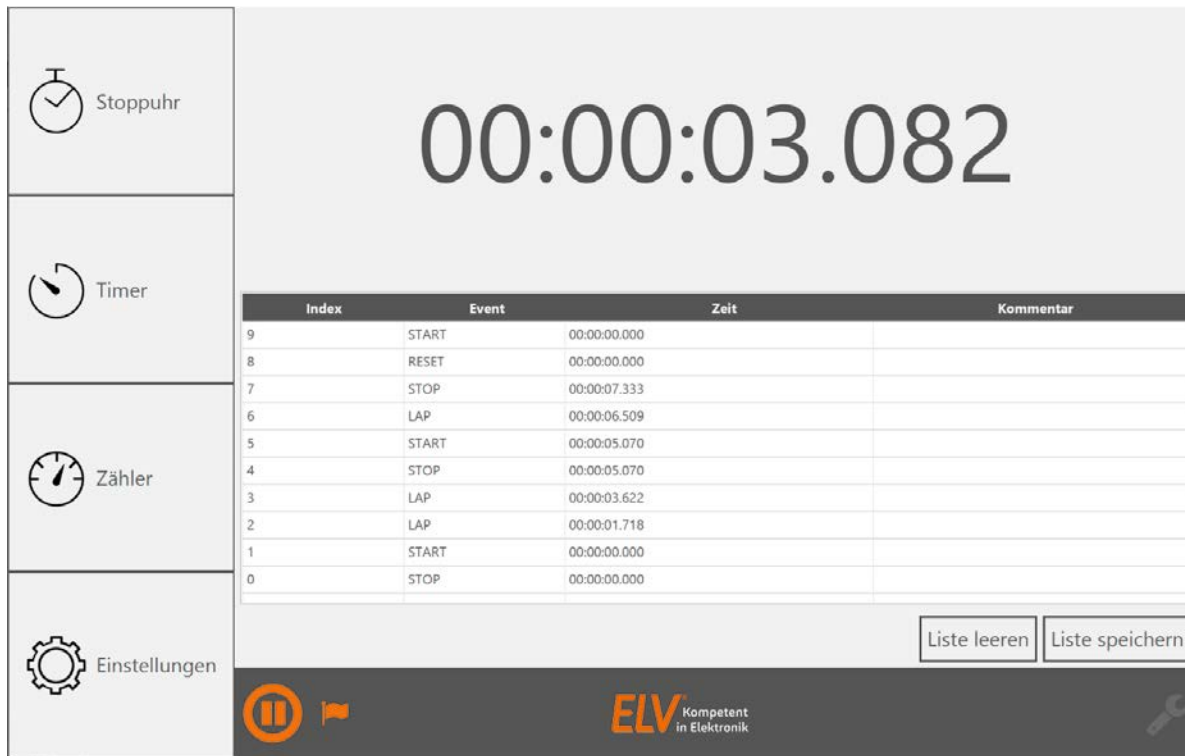 Stoppuhr
Timer
Zähler
Einstellungen
00:00:03.082
Index Event Zeit Kommentar
9 START 00:00:00.000
8 RESET 00:00:00.000
7 STOP 00:00:07.333
6 LAP 00:00:06.509
5 START 00:00:05.070
4 STOP 00:00:05.070
3 LAP 00:00:03.622
2 LAP 00:00:01.718
1 START 00:00:00.000
0 STOP 00:00:00.000
Liste leeren Liste speichern
ELV Kompetent
in Elektronik